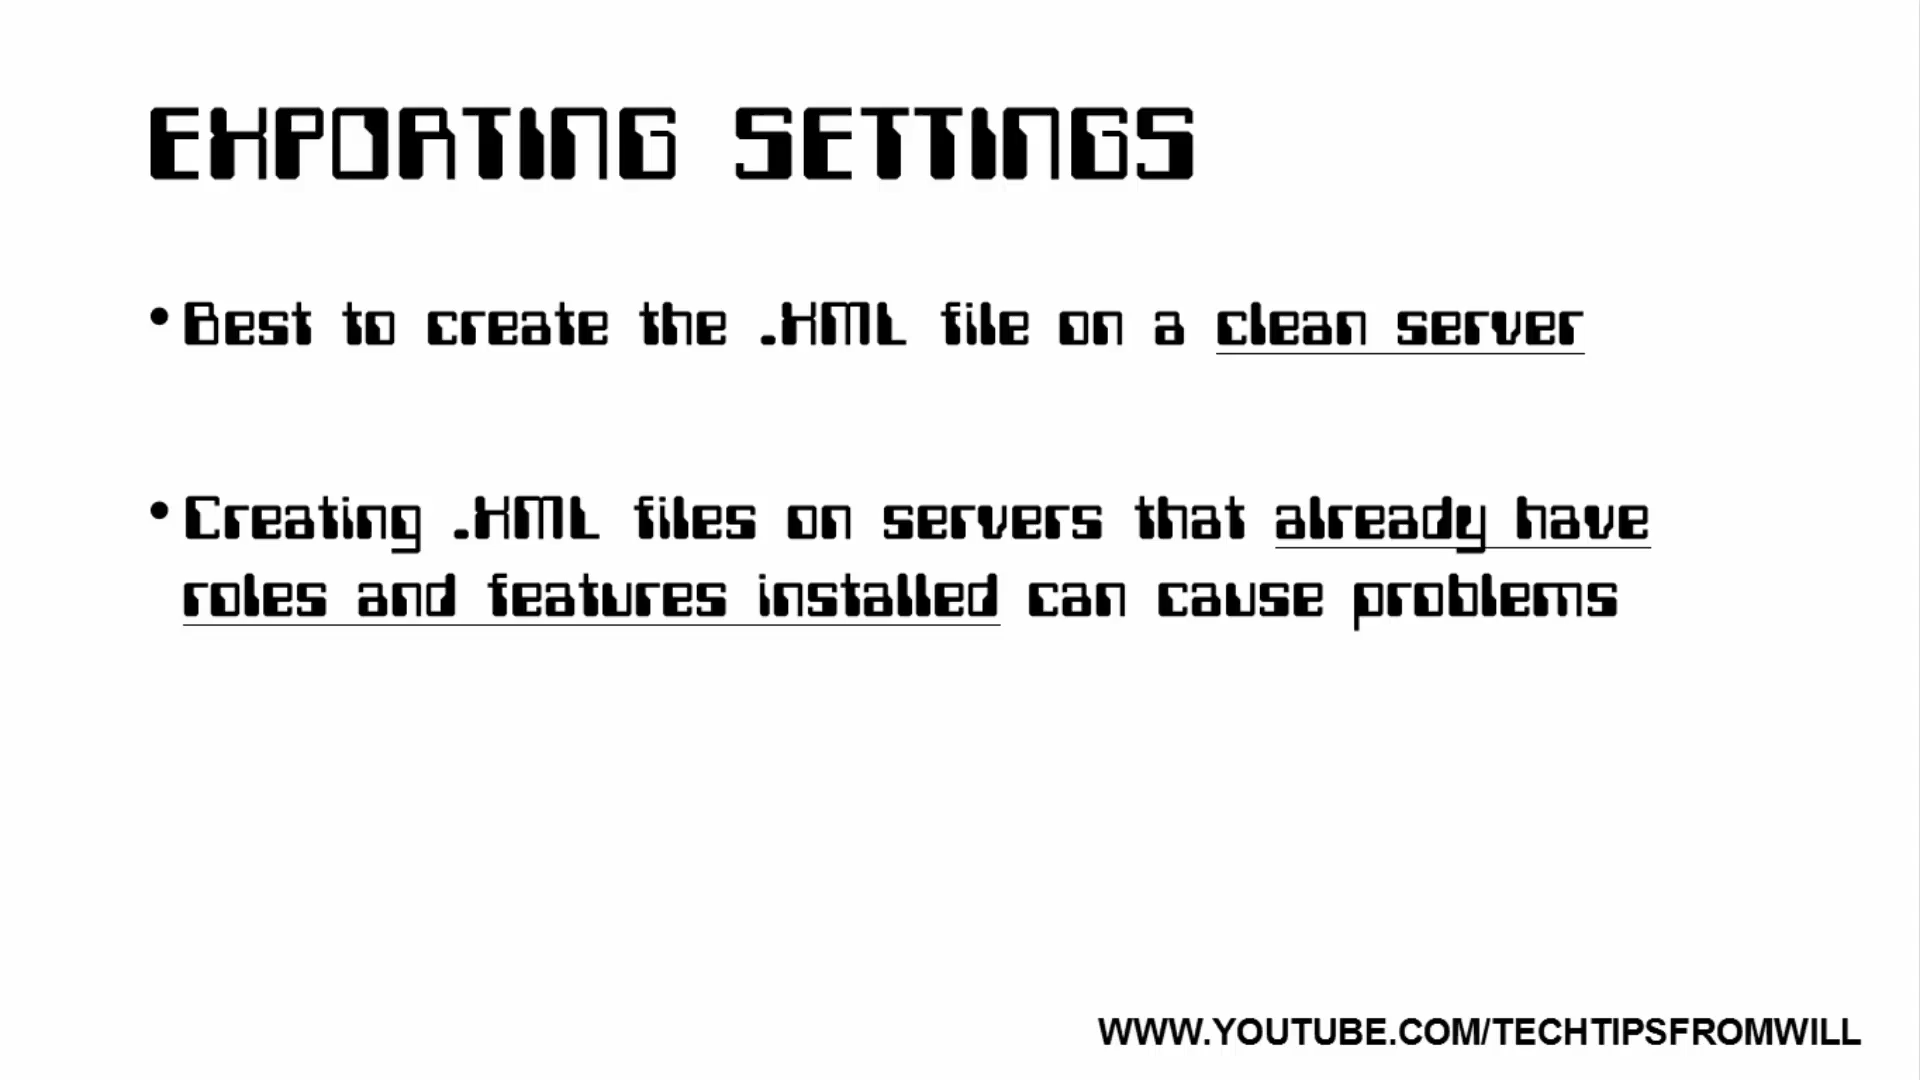 EXPORTING SETTINGS
• Best to create the .XML file on a clean server
• Creating .XML files on servers that already have
roles and features installed can cause problems
WWW.YOUTUBE.COM/TECHTIPSFROMWILL